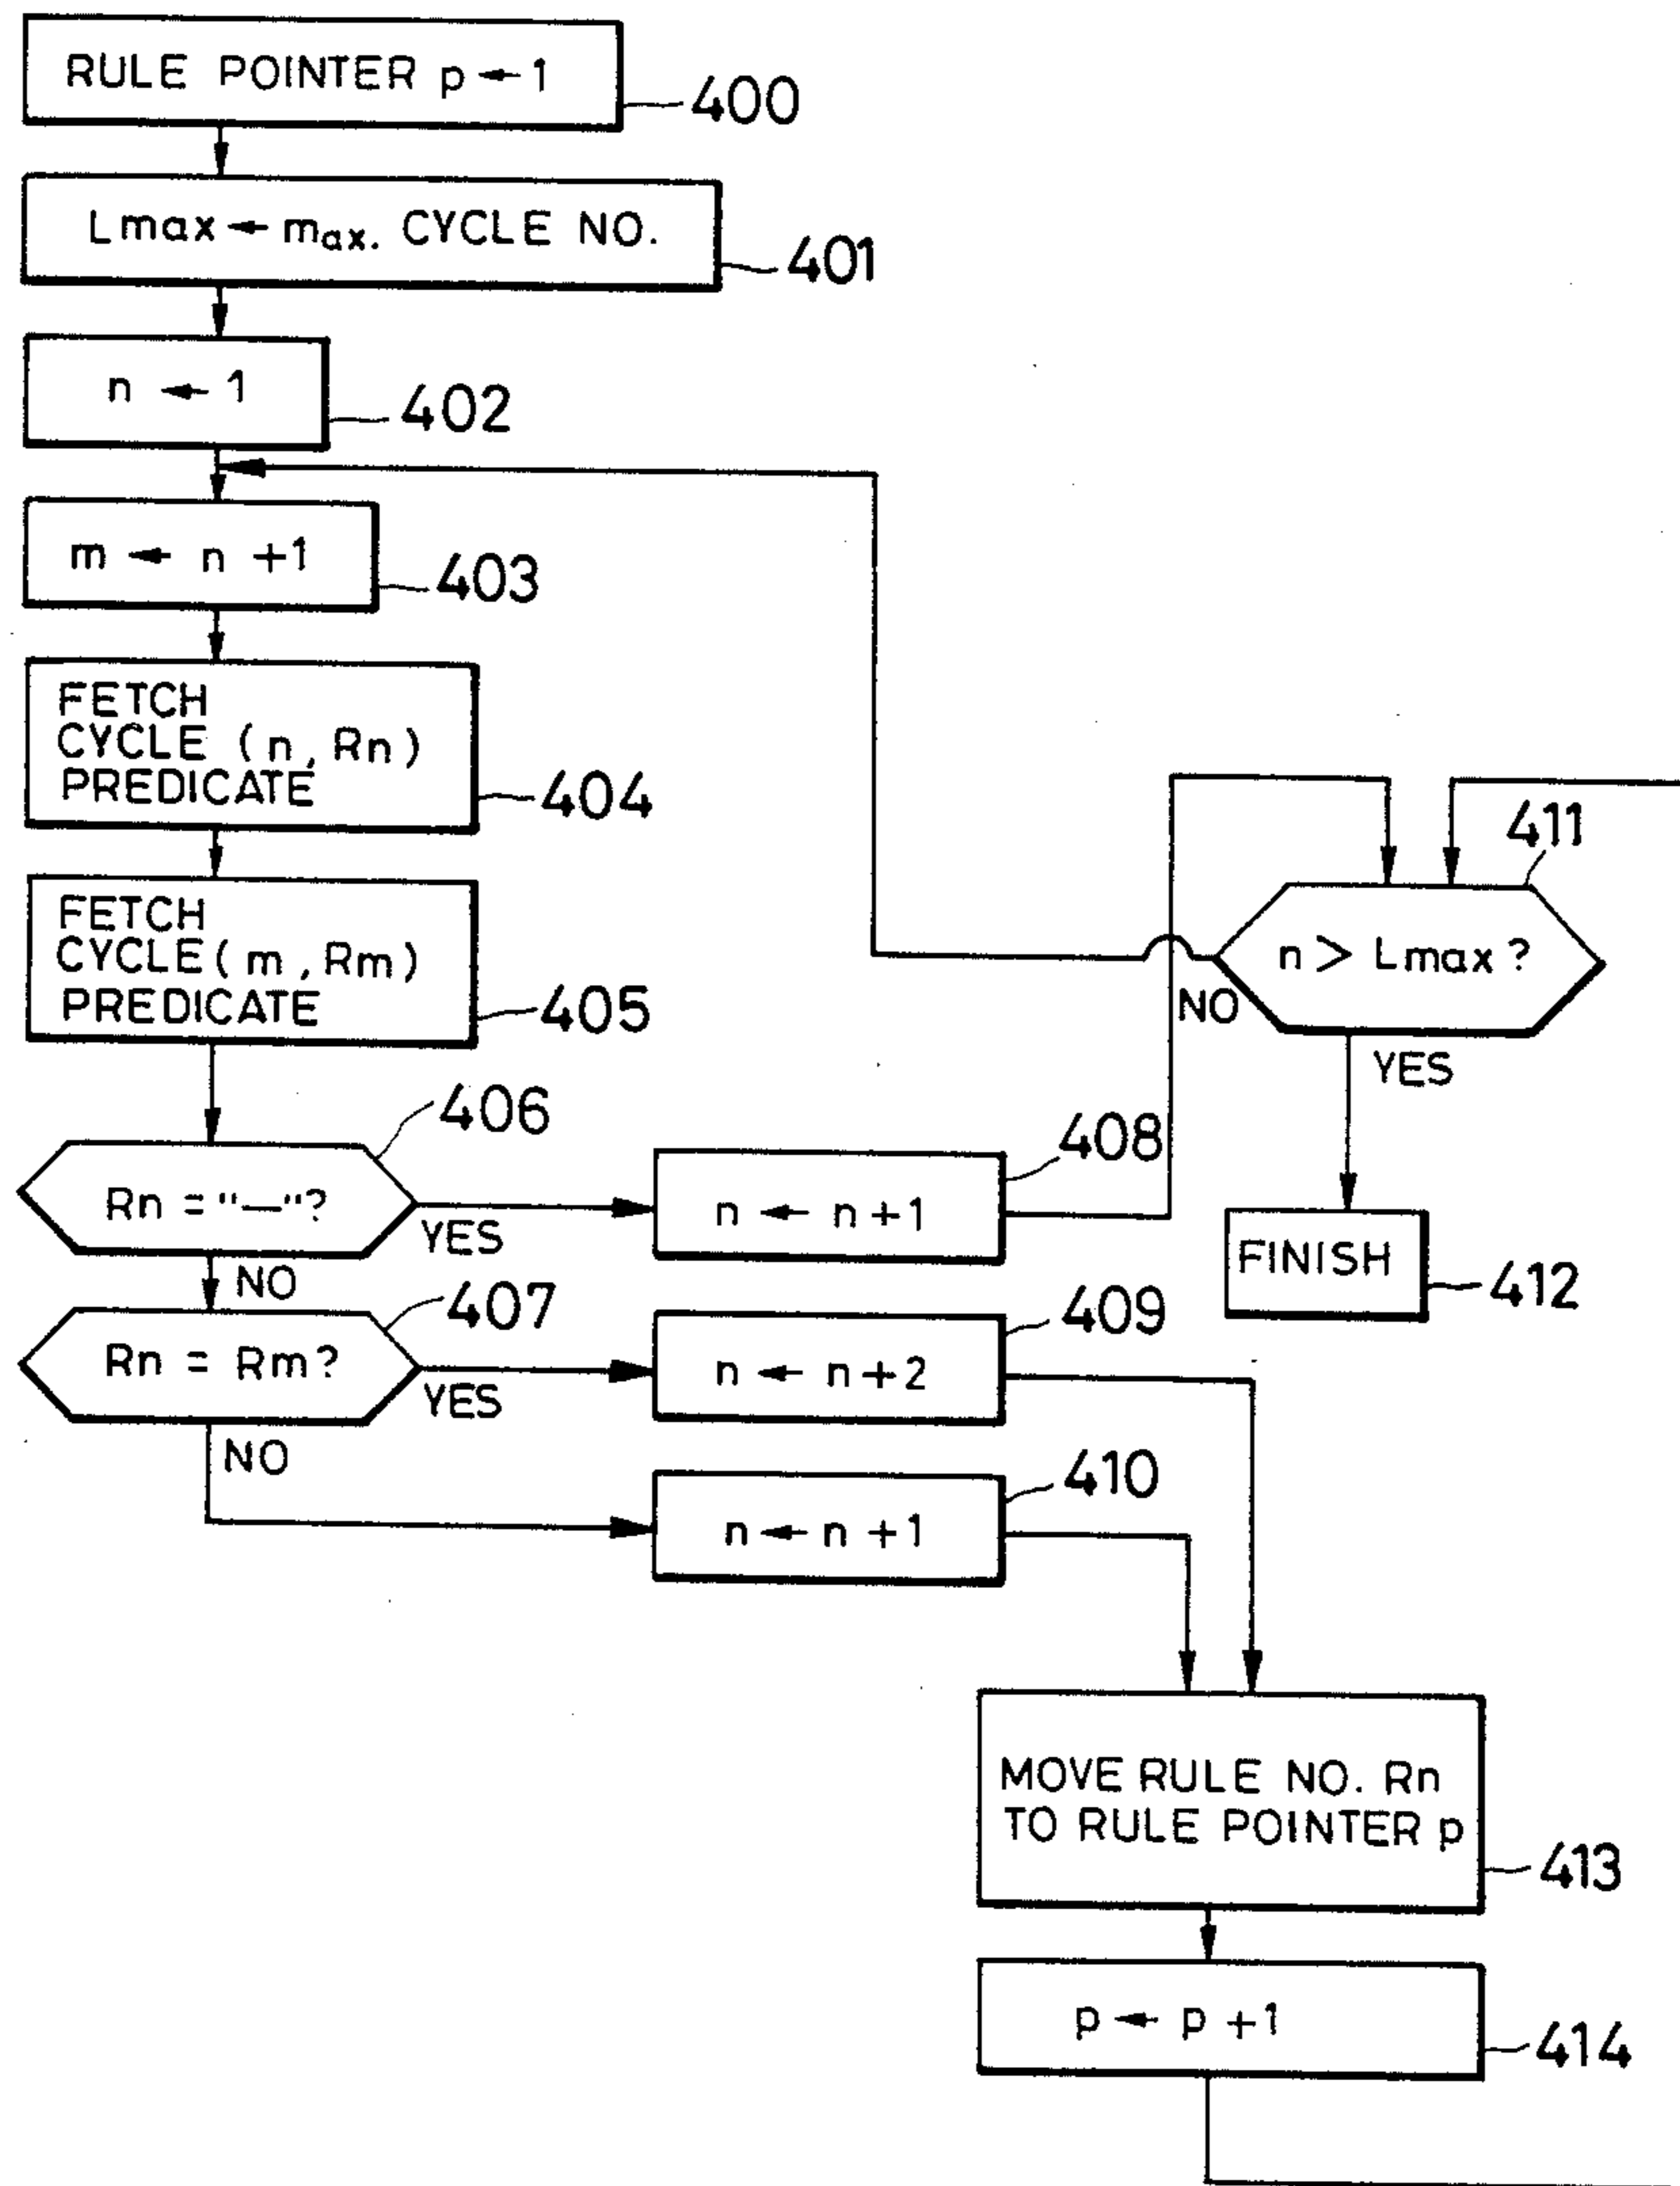 RULE POINTER p ← 1
400
Lmax ← max. CYCLE NO.
401
n ← 1
402
m ← n +1
403
FETCH
CYCLE (n, Rn)
PREDICATE
404
FETCH
CYCLE (m, Rm)
PREDICATE
405
Rn = "—"?
406
YES
NO
n ← n+1
408
Rn = Rm?
407
YES
NO
n ← n+2
409
n ← n +1
410
n > Lmax ?
411
NO
YES
FINISH
412
MOVE RULE NO. Rn
TO RULE POINTER p
413
p ← p +1
414